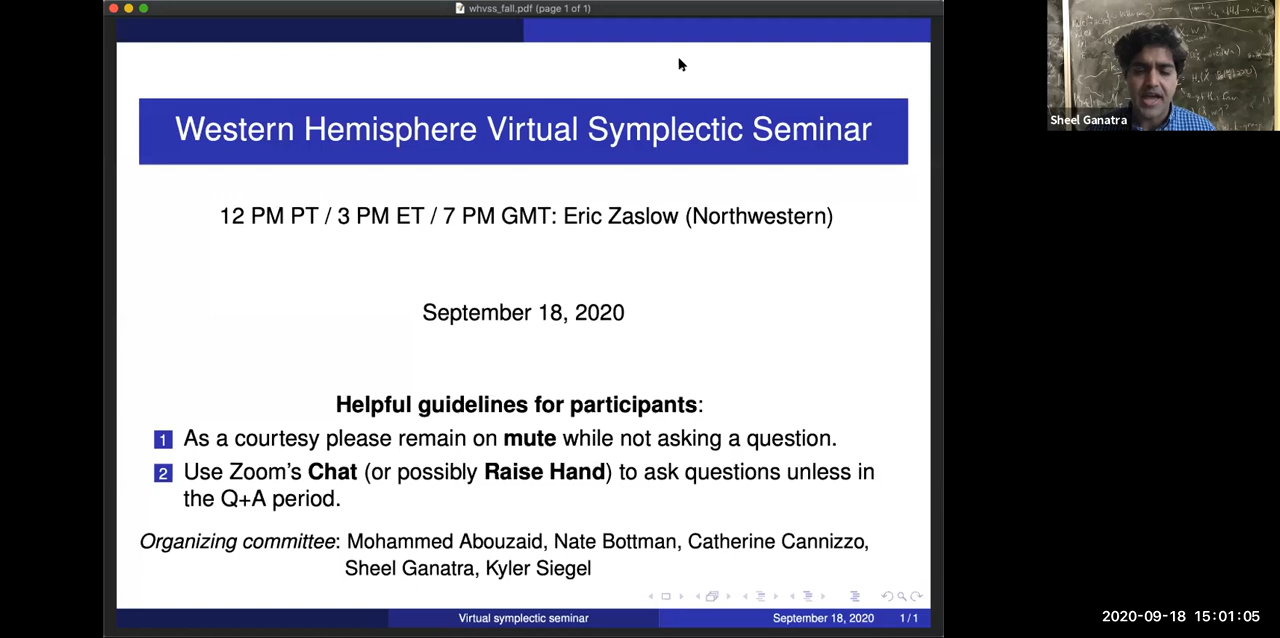 whvss_fall.pdf (page 1 of 1)
Western Hemisphere Virtual Symplectic Seminar
12 PM PT / 3 PM ET / 7 PM GMT: Eric Zaslow (Northwestern)
September 18, 2020
Helpful guidelines for participants:
1 As a courtesy please remain on mute while not asking a question.
2 Use Zoom's Chat (or possibly Raise Hand) to ask questions unless in
the Q+A period.
Organizing committee: Mohammed Abouzaid, Nate Bottman, Catherine Cannizzo,
Sheel Ganatra, Kyler Siegel
Virtual symplectic seminar September 18, 2020 1 / 1
Sheel Ganatra
2020-09-18 15:01:05